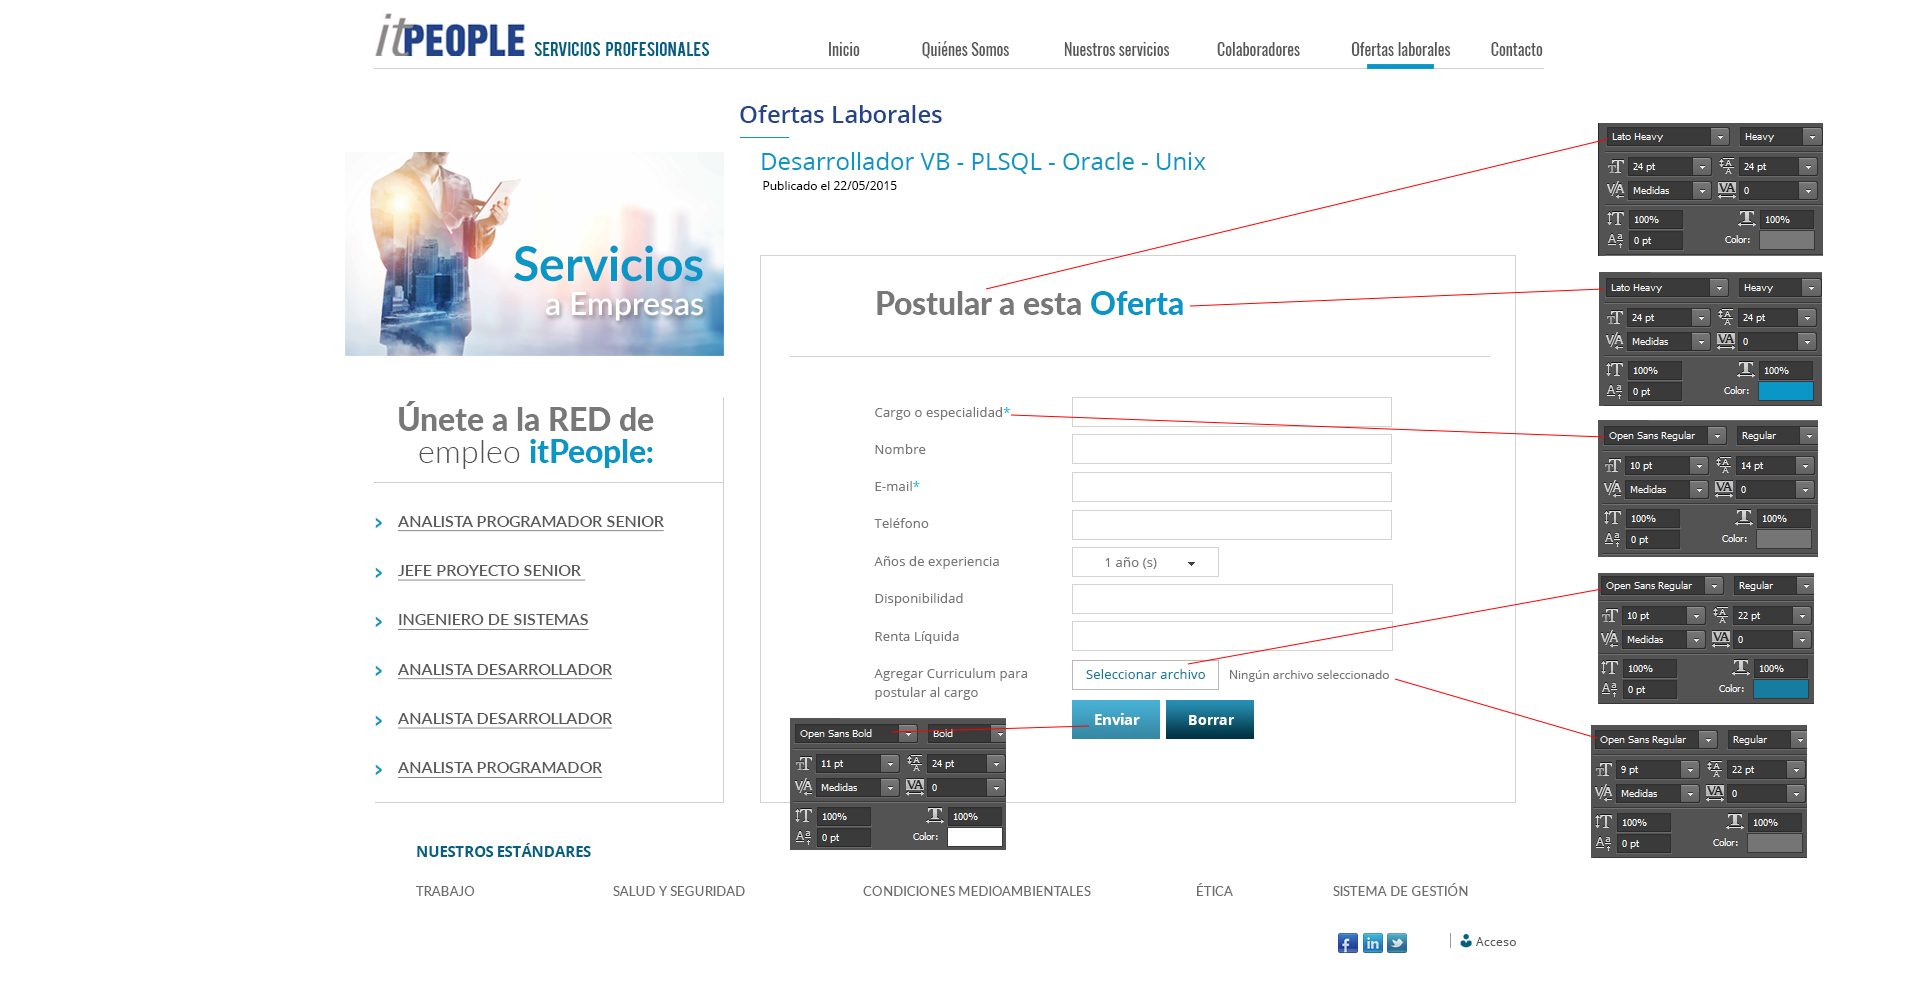 itPEOPLE SERVICIOS PROFESIONALES
Inicio Quiénes Somos Nuestros servicios Colaboradores Ofertas laborales Contacto
Ofertas Laborales
Desarrollador VB - PLSQL - Oracle - Unix
Publicado el 22/05/2015
Servicios
a Empresas
Únete a la RED de
empleo itPeople:
ANALISTA PROGRAMADOR SENIOR
JEFE PROYECTO SENIOR
INGENIERO DE SISTEMAS
ANALISTA DESARROLLADOR
ANALISTA DESARROLLADOR
ANALISTA PROGRAMADOR
Postular a esta Oferta
Cargo o especialidad*
Nombre
E-mail*
Teléfono
Años de experiencia 1 año (s)
Disponibilidad
Renta Líquida
Agregar Curriculum para
postular al cargo
Seleccionar archivo Ningún archivo seleccionado
Enviar Borrar
Open Sans Bold Bold
11 pt 24 pt
Medidas 0
100% 100%
0 pt Color:
Lato Heavy Heavy
24 pt 24 pt
Medidas 0
100% 100%
0 pt Color:
Lato Heavy Heavy
24 pt 24 pt
Medidas 0
100% 100%
0 pt Color:
Open Sans Regular Regular
10 pt 14 pt
Medidas 0
100% 100%
0 pt Color:
Open Sans Regular Regular
10 pt 22 pt
Medidas 0
100% 100%
0 pt Color:
Open Sans Regular Regular
9 pt 22 pt
Medidas 0
100% 100%
0 pt Color:
NUESTROS ESTÁNDARES
TRABAJO SALUD Y SEGURIDAD CONDICIONES MEDIOAMBIENTALES ÉTICA SISTEMA DE GESTIÓN
Acceso